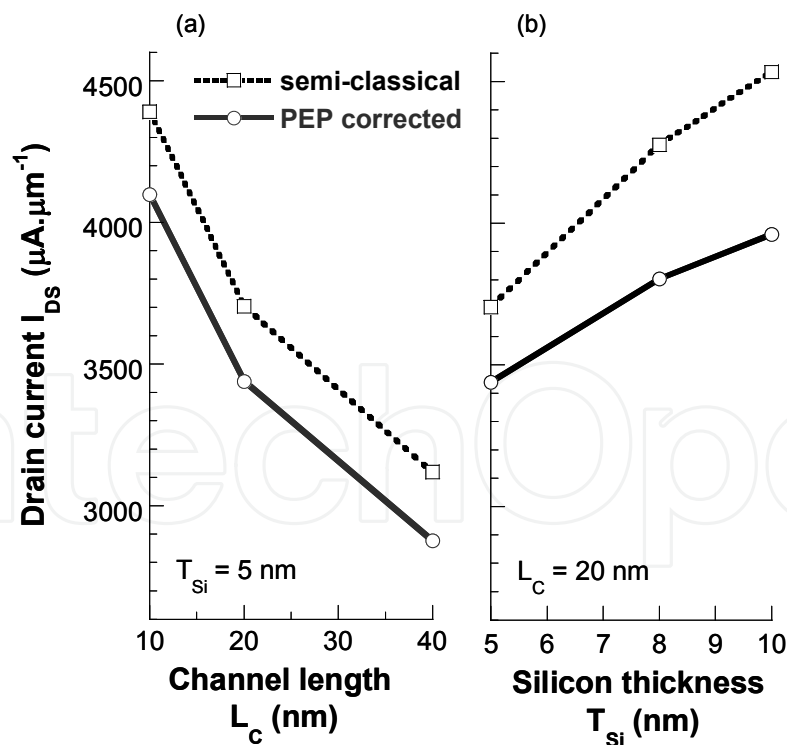 (a)
(b)
semi-classical
PEP corrected
4500
4000
3500
3000
Drain current I_DS (µA.µm⁻¹)
T_Si = 5 nm
L_C = 20 nm
10 20 30 40
5 6 7 8 9 10
Channel length
L_C (nm)
Silicon thickness
T_Si (nm)
ntechOpe